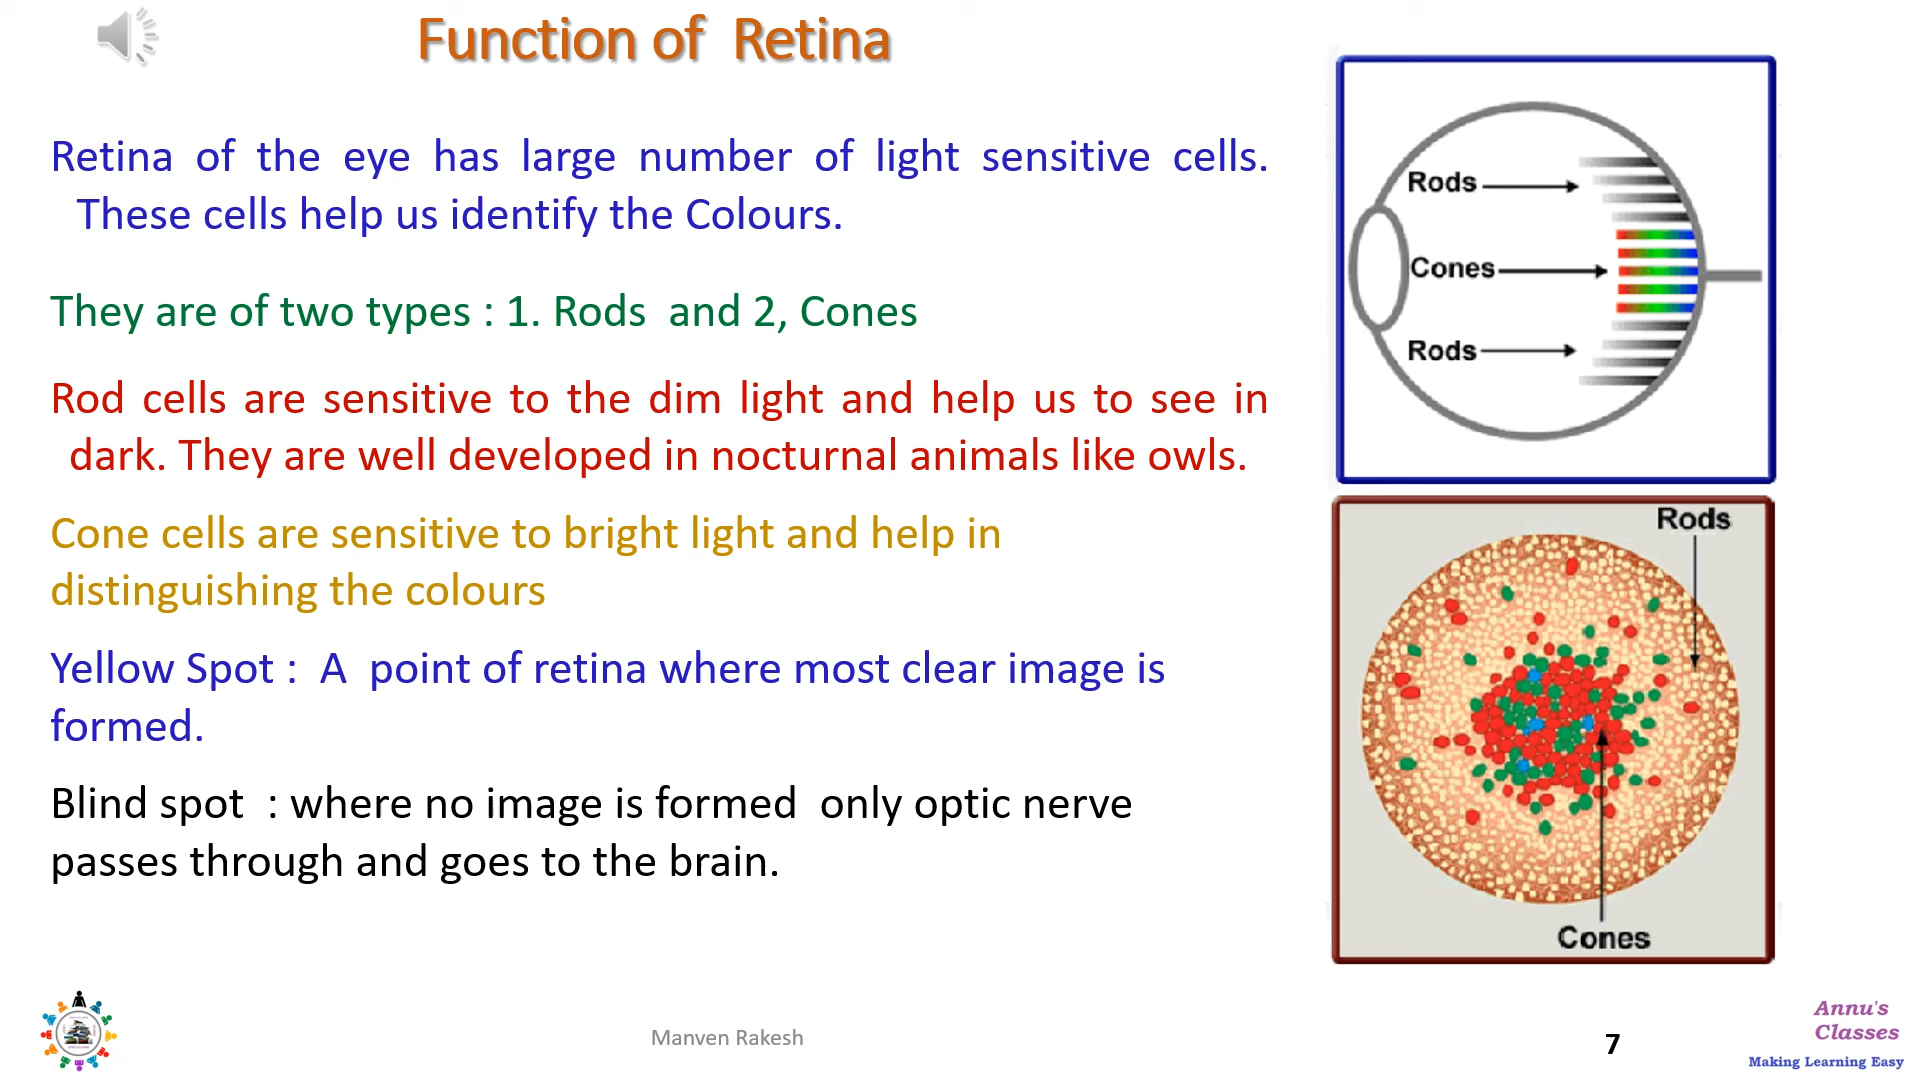 Function of Retina
Retina of the eye has large number of light sensitive cells.
These cells help us identify the Colours.
They are of two types : 1. Rods and 2, Cones
Rod cells are sensitive to the dim light and help us to see in
dark. They are well developed in nocturnal animals like owls.
Cone cells are sensitive to bright light and help in
distinguishing the colours
Yellow Spot : A point of retina where most clear image is
formed.
Blind spot : where no image is formed only optic nerve
passes through and goes to the brain.
Rods
Cones
Rods
Rods
Cones
Manven Rakesh
7
Annu's
Classes
Making Learning Easy